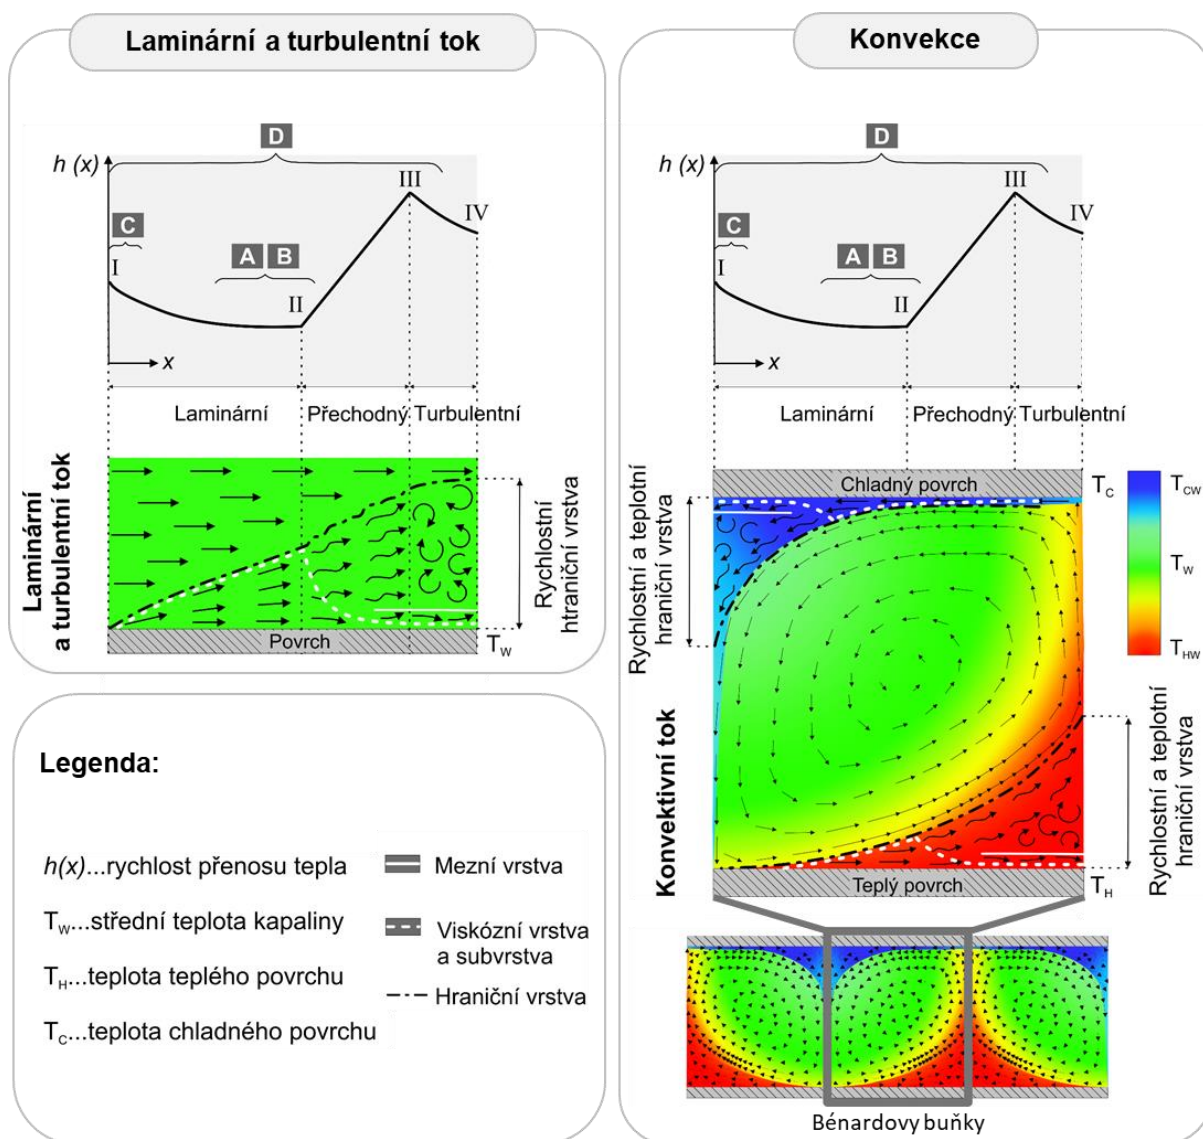 Laminární a turbulentní tok
D
h (x)
III
IV
C
I
A B
II
x
Laminární Přechodný Turbulentní
Laminární
a turbulentní tok
Rychlostní
htraniční vrstva
Povrch
T_W
Legenda:
h(x)...rychlost přenosu tepla
T_W...střední teplota kapaliny
T_H...teplota teplého povrchu
T_C...teplota chladného povrchu
Mezní vrstva
Viskózní vrstva
a subvrstva
Hraniční vrstva
Konvekce
D
h (x)
III
IV
C
I
A B
II
x
Laminární Přechodný Turbulentní
Chladný povrch
T_C
T_CW
T_W
T_HW
Rychlostní a teplotní
hraniční vrstva
Konvektivní tok
Rychlostní a teplotní
hraniční vrstva
Teplý povrch
T_H
Bénardovy buňky